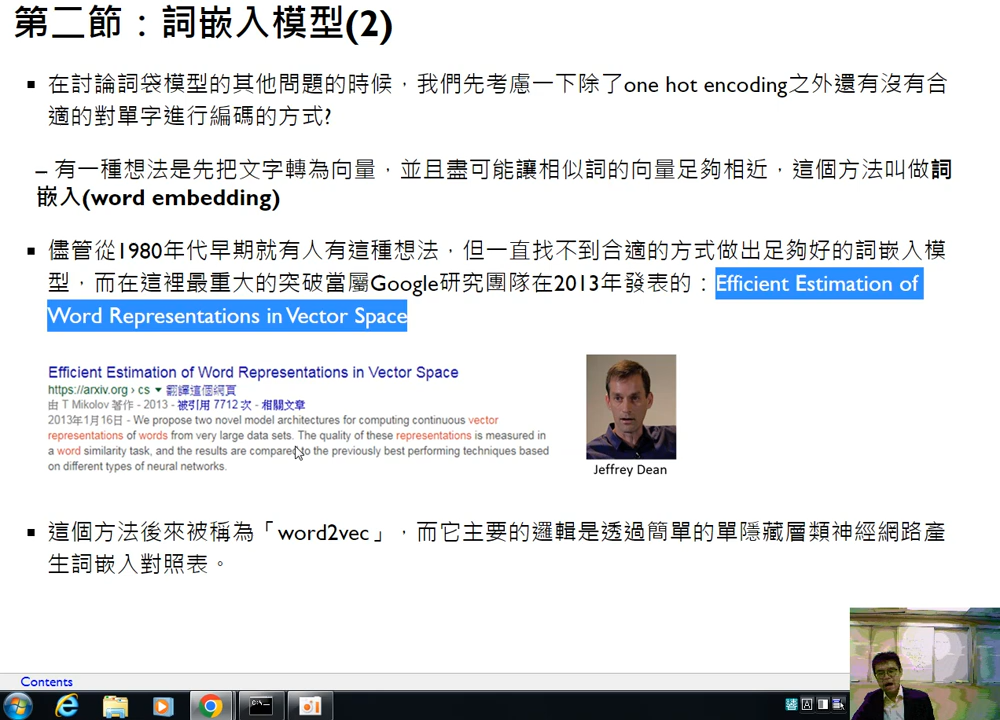 第二節：詞嵌入模型(2)
▪ 在討論詞袋模型的其他問題的時候，我們先考慮一下除了one hot encoding之外還有沒有合
適的對單字進行編碼的方式?
– 有一種想法是先把文字轉為向量，並且盡可能讓相似詞的向量足夠相近，這個方法叫做詞
嵌入(word embedding)
▪ 儘管從1980年代早期就有人有這種想法，但一直找不到合適的方式做出足夠好的詞嵌入模
型，而在這裡最重大的突破當屬Google研究團隊在2013年發表的：Efficient Estimation of
Word Representations in Vector Space
Efficient Estimation of Word Representations in Vector Space
https://arxiv.org › cs ▼ 翻譯這個網頁
由 T Mikolov 著作 - 2013 - 被引用 7712 次 - 相關文章
2013年1月16日 - We propose two novel model architectures for computing continuous vector
representations of words from very large data sets. The quality of these representations is measured in
a word similarity task, and the results are compared to the previously best performing techniques based
on different types of neural networks.
Jeffrey Dean
▪ 這個方法後來被稱為「word2vec」，而它主要的邏輯是透過簡單的單隱藏層類神經網路產
生詞嵌入對照表。
Contents